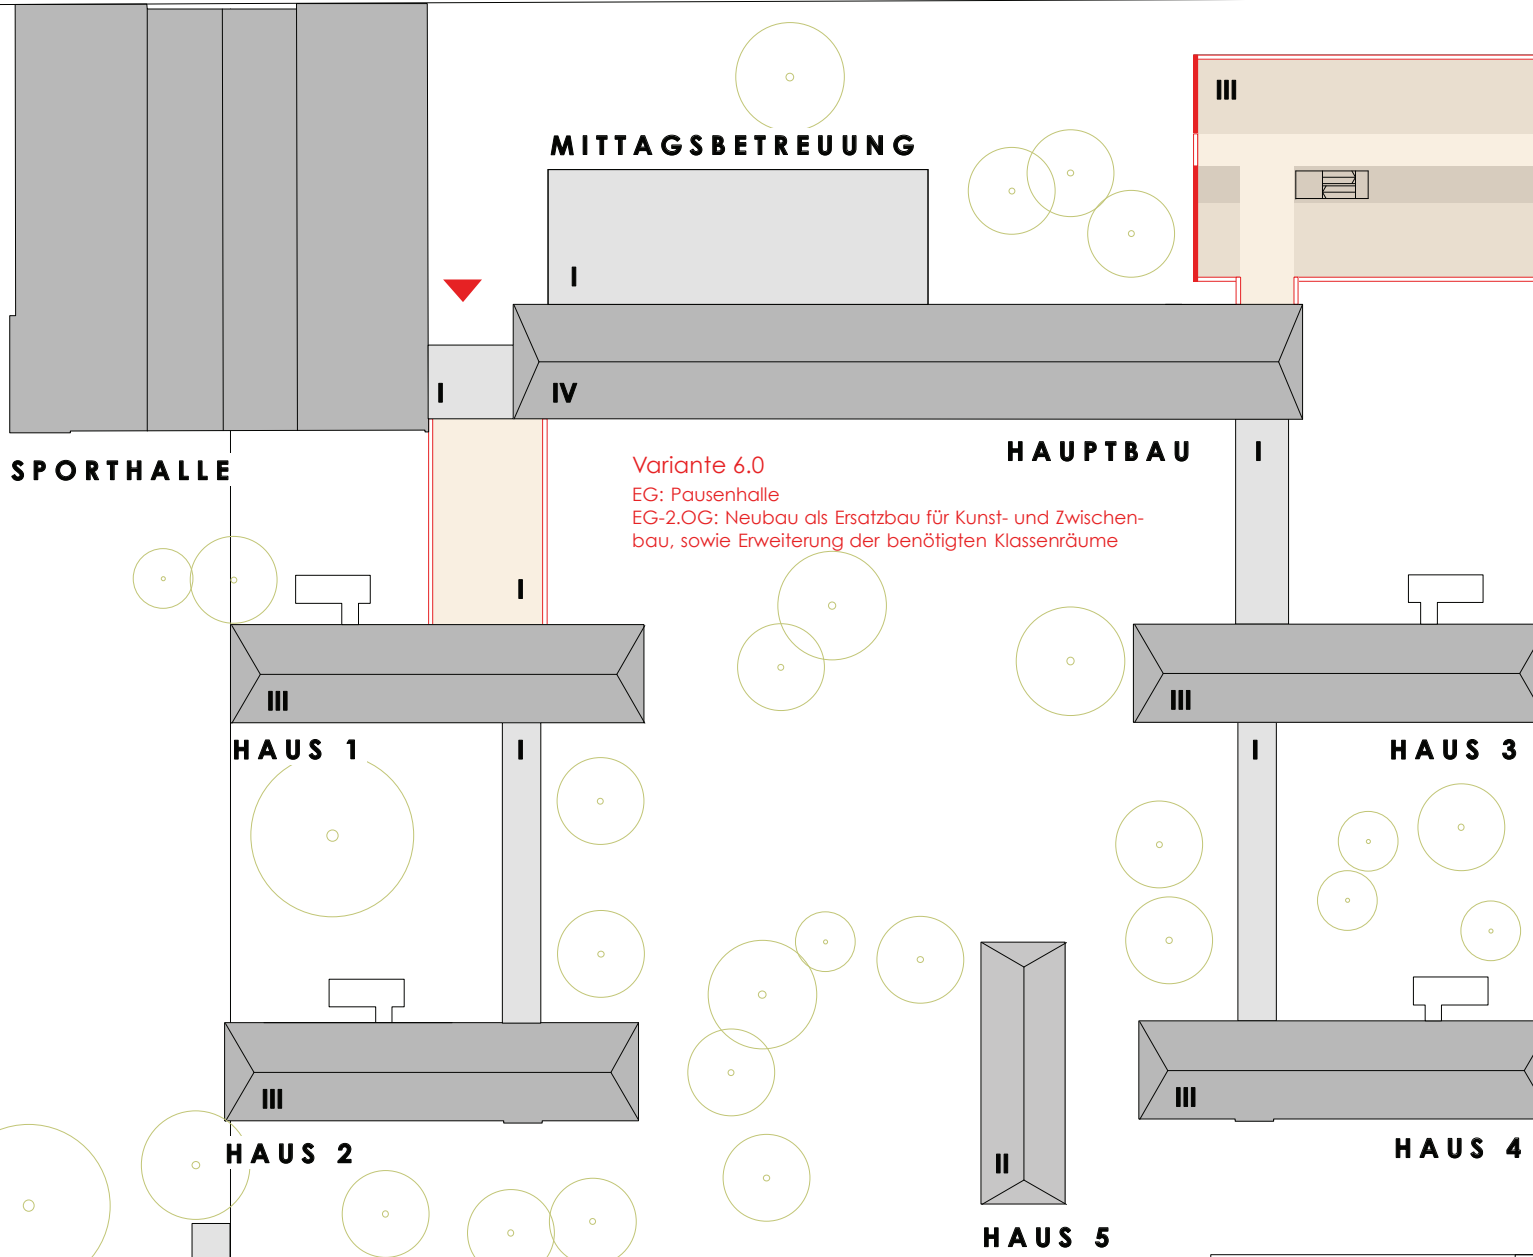 III
MITTAGSBETREUUNG
I
I
IV
HAUPTBAU
I
SPORTHALLE
Variante 6.0
EG: Pausenhalle
EG-2.OG: Neubau als Ersatzbau für Kunst- und Zwischen-
bau, sowie Erweiterung der benötigten Klassenräume
I
III
III
HAUS 1
I
I
HAUS 3
III
III
HAUS 2
HAUS 4
II
HAUS 5